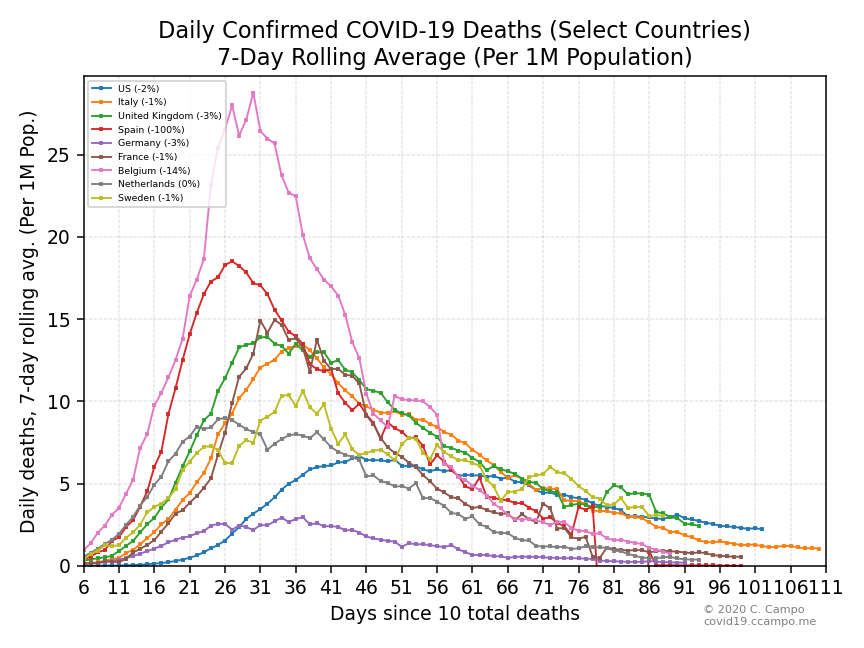 Daily Confirmed COVID-19 Deaths (Select Countries)
7-Day Rolling Average (Per 1M Population)
US (-2%)
Italy (-1%)
United Kingdom (-3%)
Spain (-100%)
Germany (-3%)
France (-1%)
Belgium (-14%)
Netherlands (0%)
Sweden (-1%)
Daily deaths, 7-day rolling avg. (Per 1M Pop.)
25
20
15
10
5
0
6 11 16 21 26 31 36 41 46 51 56 61 66 71 76 81 86 91 96 101 106 111
Days since 10 total deaths
© 2020 C. Campo
covid19.ccampo.me